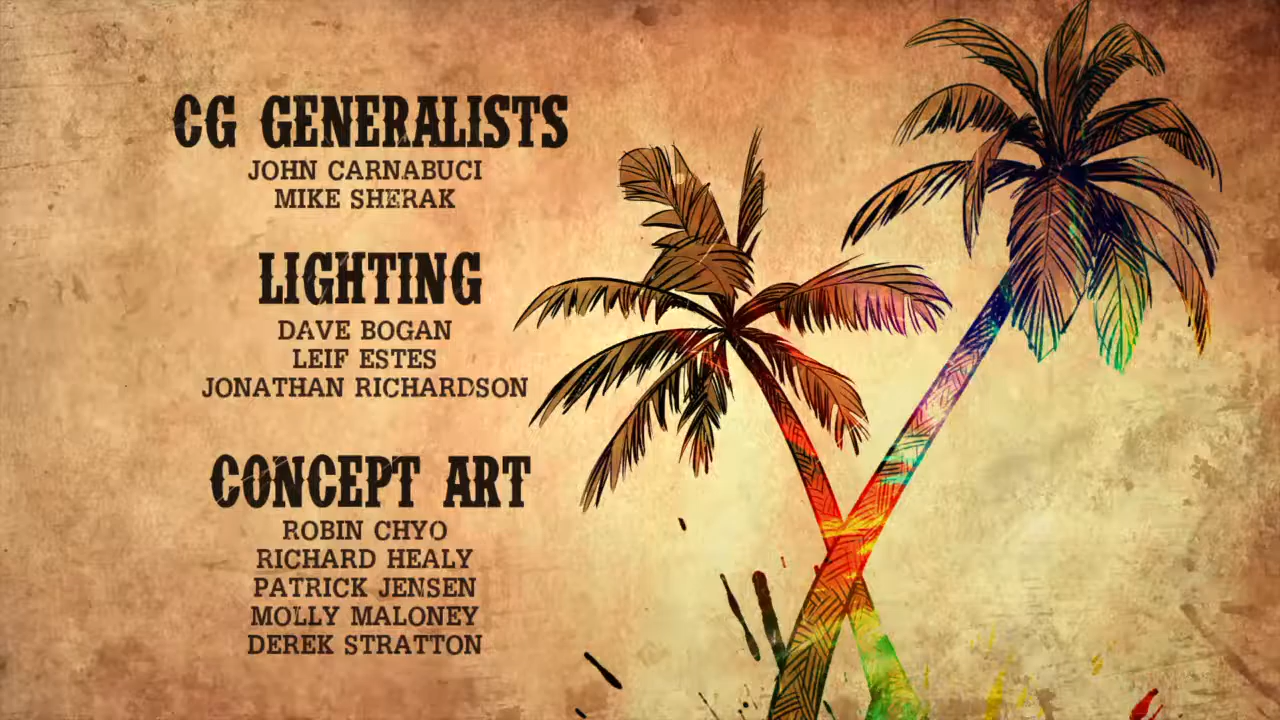 CG GENERALISTS
JOHN CARNABUCI
MIKE SHERAK
LIGHTING
DAVE BOGAN
LEIF ESTES
JONATHAN RICHARDSON
CONCEPT ART
ROBIN CHYO
RICHARD HEALY
PATRICK JENSEN
MOLLY MALONEY
DEREK STRATTON